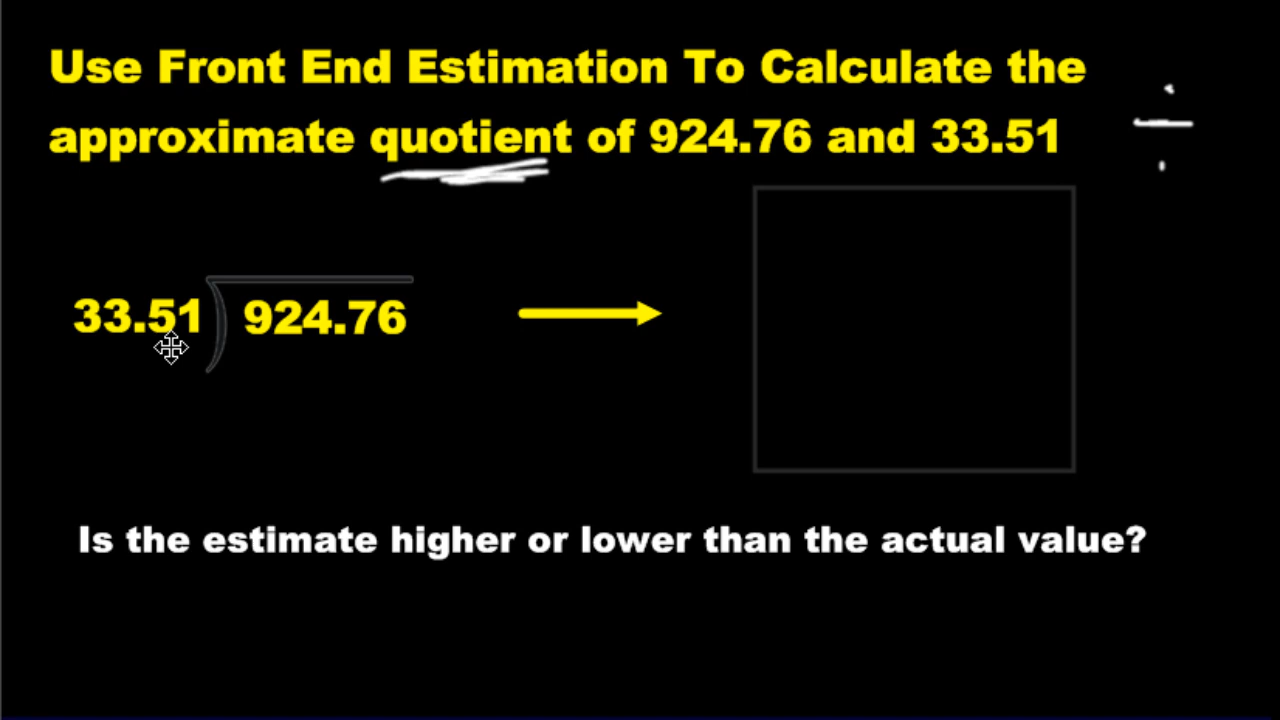 Use Front End Estimation To Calculate the
approximate quotient of 924.76 and 33.51
÷
33.51 924.76
Is the estimate higher or lower than the actual value?